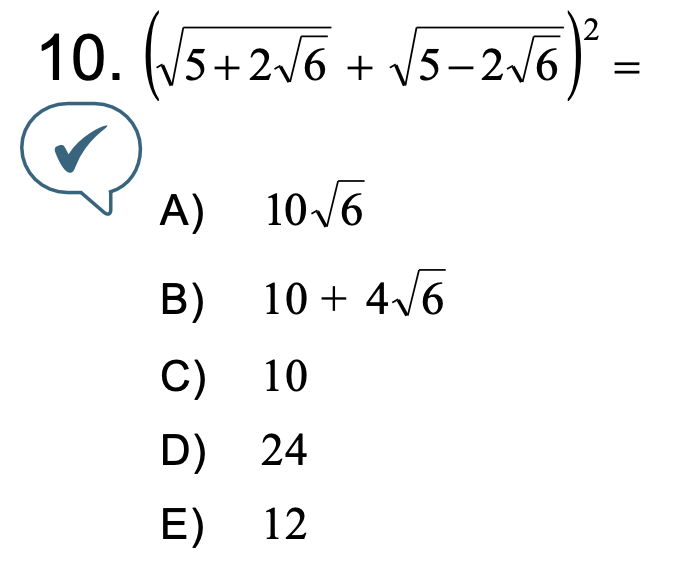 10. (√(5+2√6) + √(5−2√6))² =
A) 10√6
B) 10 + 4√6
C) 10
D) 24
E) 12